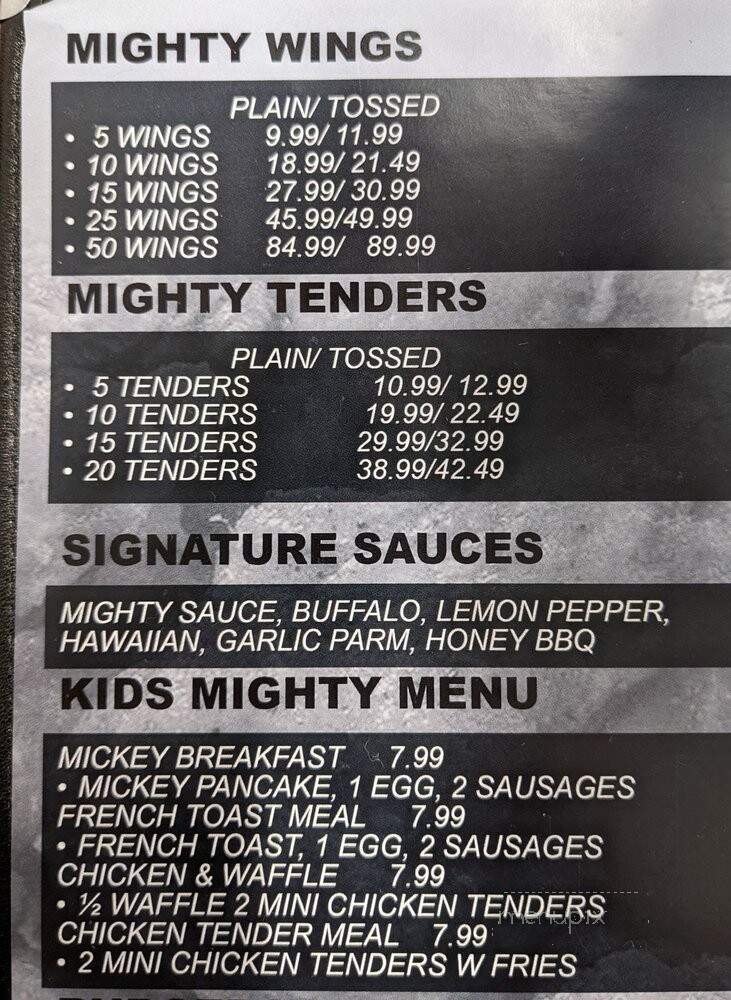 MIGHTY WINGS
PLAIN/ TOSSED
• 5 WINGS 9.99/ 11.99
• 10 WINGS 18.99/ 21.49
• 15 WINGS 27.99/ 30.99
• 25 WINGS 45.99/49.99
• 50 WINGS 84.99/ 89.99
MIGHTY TENDERS
PLAIN/ TOSSED
• 5 TENDERS 10.99/ 12.99
• 10 TENDERS 19.99/ 22.49
• 15 TENDERS 29.99/32.99
• 20 TENDERS 38.99/42.49
SIGNATURE SAUCES
MIGHTY SAUCE, BUFFALO, LEMON PEPPER,
HAWAIIAN, GARLIC PARM, HONEY BBQ
KIDS MIGHTY MENU
MICKEY BREAKFAST 7.99
• MICKEY PANCAKE, 1 EGG, 2 SAUSAGES
FRENCH TOAST MEAL 7.99
• FRENCH TOAST, 1 EGG, 2 SAUSAGES
CHICKEN & WAFFLE 7.99
• ½ WAFFLE 2 MINI CHICKEN TENDERS
menupix
CHICKEN TENDER MEAL 7.99
• 2 MINI CHICKEN TENDERS W FRIES